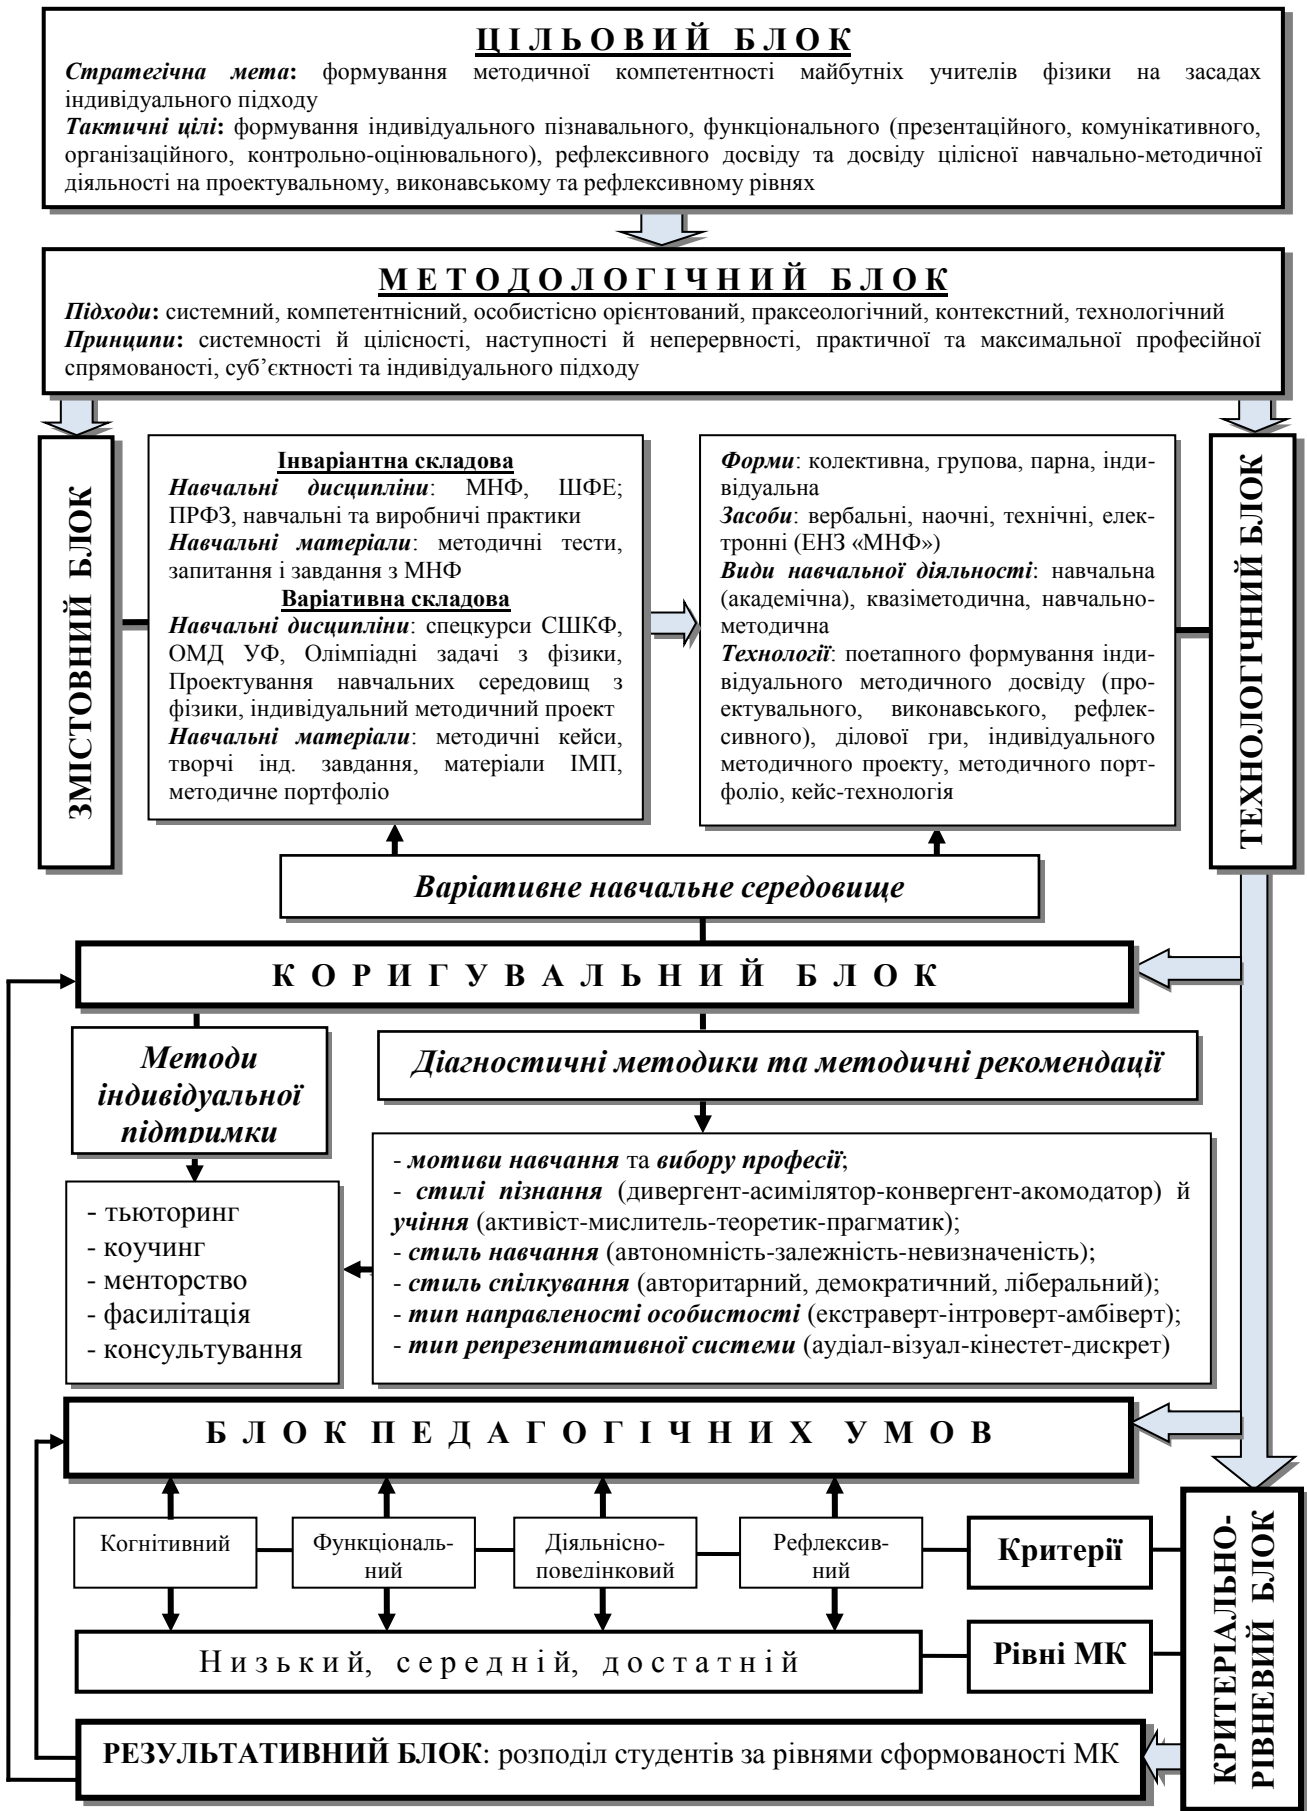 ЦІЛЬОВИЙ БЛОК
Стратегічна мета: формування методичної компетентності майбутніх учителів фізики на засадах
індивідуального підходу
Тактичні цілі: формування індивідуального пізнавального, функціонального (презентаційного, комунікативного,
організаційного, контрольно-оцінювального), рефлексивного досвіду та досвіду цілісної навчально-методичної
діяльності на проектувальному, виконавському та рефлексивному рівнях
МЕТОДОЛОГІЧНИЙ БЛОК
Підходи: системний, компетентнісний, особистісно орієнтований, праксеологічний, контекстний, технологічний
Принципи: системності й цілісності, наступності й неперервності, практичної та максимальної професійної
спрямованості, суб’єктності та індивідуального підходу
ЗМІСТОВНИЙ БЛОК
Інваріантна складова
Навчальні дисципліни: МНФ, ШФЕ;
ПРФЗ, навчальні та виробничі практики
Навчальні матеріали: методичні тести,
запитання і завдання з МНФ
Варіативна складова
Навчальні дисципліни: спецкурси СШКФ,
ОМД УФ, Олімпіадні задачі з фізики,
Проектування навчальних середовищ з
фізики, індивідуальний методичний проект
Навчальні матеріали: методичні кейси,
творчі інд. завдання, матеріали ІМП,
методичне портфоліо
Форми: колективна, групова, парна, інди-
відуальна
Засоби: вербальні, наочні, технічні, елек-
тронні (ЕНЗ «МНФ»)
Види навчальної діяльності: навчальна
(академічна), квазіметодична, навчально-
методична
Технології: поетапного формування інди-
відуального методичного досвіду (про-
ектувального, виконавського, рефлек-
сивного), ділової гри, індивідуального
методичного проекту, методичного порт-
фоліо, кейс-технологія
ТЕХНОЛОГІЧНИЙ БЛОК
Варіативне навчальне середовище
КОРИГУВАЛЬНИЙ БЛОК
Методи
індивідуальної
підтримки
Діагностичні методики та методичні рекомендації
- тьюторинг
- коучинг
- менторство
- фасилітація
- консультування
- мотиви навчання та вибору професії;
- стилі пізнання (дивергент-асимілятор-конвергент-акомодатор) й
учіння (активіст-мислитель-теоретик-прагматик);
- стиль навчання (автономність-залежність-невизначеність);
- стиль спілкування (авторитарний, демократичний, ліберальний);
- тип направленості особистості (екстраверт-інтроверт-амбіверт);
- тип репрезентативної системи (аудіал-візуал-кінестет-дискрет)
БЛОК ПЕДАГОГІЧНИХ УМОВ
Когнітивний
Функціональ-
ний
Діяльнісно-
поведінковий
Рефлексив-
ний
Критерії
Низький, середній, достатній
Рівні МК
КРИТЕРІАЛЬНО-
РІВНЕВИЙ БЛОК
РЕЗУЛЬТАТИВНИЙ БЛОК: розподіл студентів за рівнями сформованості МК